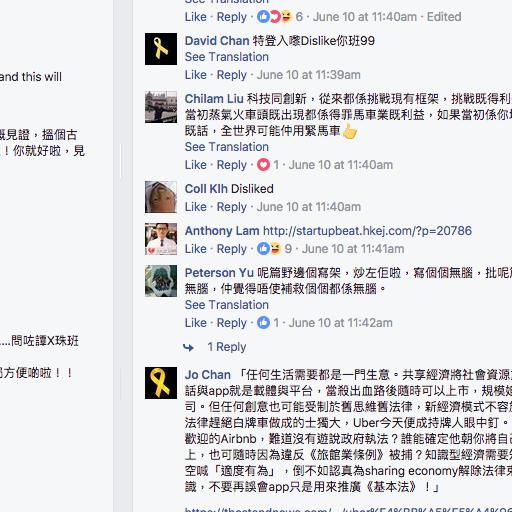 See Translation
Like · Reply · 6 · June 10 at 11:40am · Edited
David Chan 特登入嚟Dislike你班99
See Translation
Like · Reply · June 10 at 11:39am
and this will
Chilam Liu 科技同創新，從來都係挑戰現有框架，挑戰既得利
當初蒸氣火車頭既出現都係得罪馬車業既利益，如果當初你
既話，全世界可能仲用緊馬車
See Translation
Like · Reply · 1 · June 10 at 11:40am
見證，搵個古
！你就好啦，見
Coll Klh Disliked
Like · Reply · June 10 at 11:40am
Anthony Lam http://startupbeat.hkej.com/?p=20786
Like · Reply · 9 · June 10 at 11:41am
Peterson Yu 呢篇野邊個寫架，炒左佢啦，寫個個無腦，批呢
無腦，仲覺得唔使補救個個都係無腦。
See Translation
Like · Reply · 1 · June 10 at 11:42am
1 Reply
....問咗譚X珠班
方便啲啦！！
Jo Chan 「任何生活需要都是一門生意。共享經濟將社會資源
話與app就是載體與平台，當殺出血路後隨時可以上市，規模
司。但任何創意也可能受制於舊思維舊法律，新經濟模式不容
法律趕絕白牌車做成的士獨大，Uber今天便成持牌人眼中釘。
歡迎的Airbnb，難道沒有遊說政府執法？誰能確定他朝你將自
上，也可隨時因為違反《旅館業條例》被捕？知識型經濟需要
空喊「適度有為」，倒不如認真為sharing economy解除法律
識，不要再誤會app只是用來推廣《基本法》！」